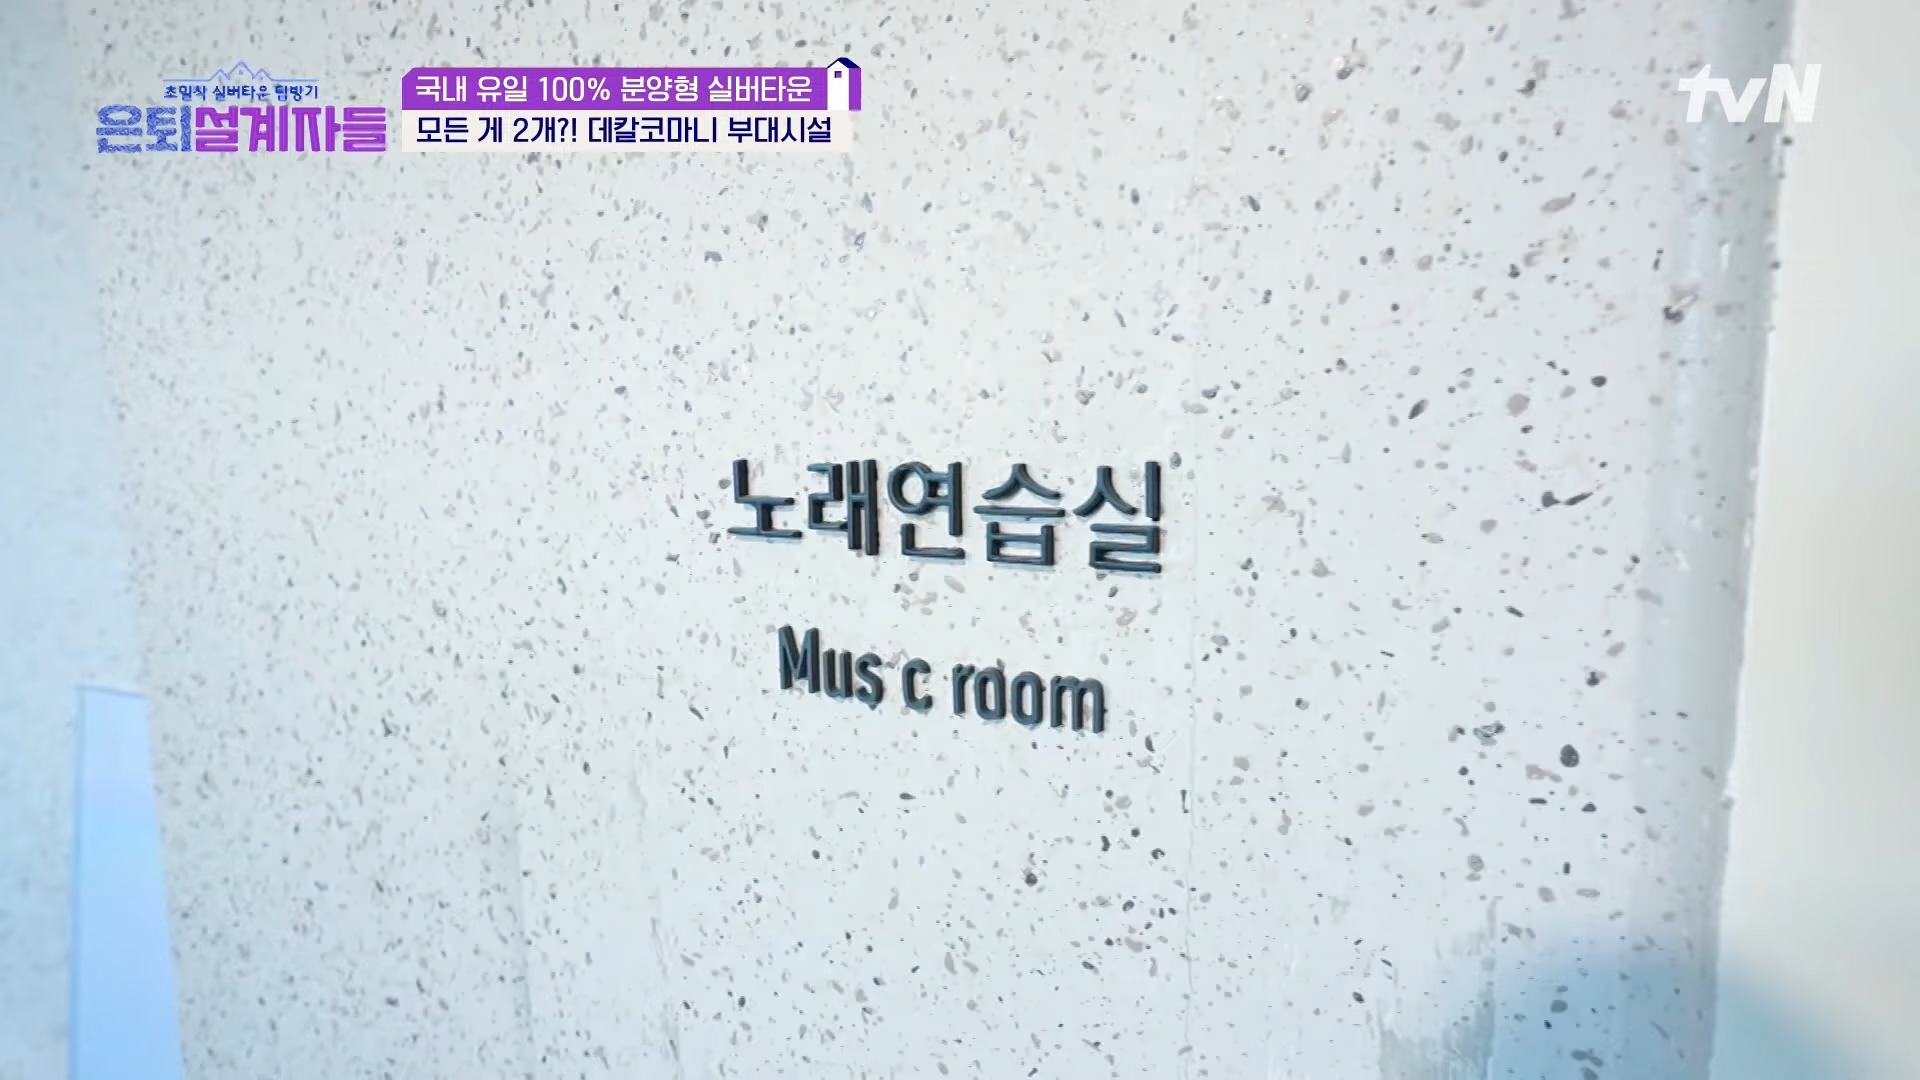 초밀착 실버타운 탐방기
은퇴설계자들
국내 유일 100% 분양형 실버타운
모든 게 2개?! 데칼코마니 부대시설
tvN
노래연습실
Mus c room